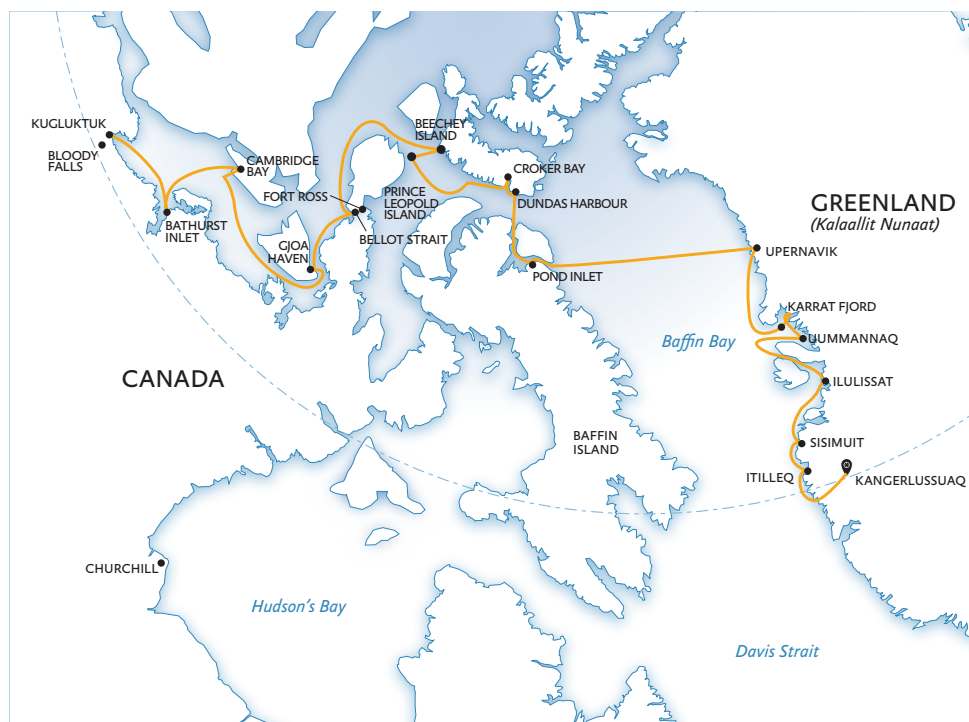 KUGLUKTUK
BLOODY
FALLS
BATHURST
INLET
CAMBRIDGE
BAY
FORT ROSS
GJOA
HAVEN
BEECHEY
ISLAND
PRINCE
LEOPOLD
ISLAND
BELLOT STRAIT
CROKER BAY
DUNDAS HARBOUR
POND INLET
GREENLAND
(Kalaallit Nunaat)
UPERNAVIK
KARRAT FJORD
UUMMANNAQ
Baffin Bay
ILULISSAT
CANADA
BAFFIN
ISLAND
SISIMUIT
ITILLEQ
KANGERLUSSUAQ
CHURCHILL
Hudson's Bay
Davis Strait